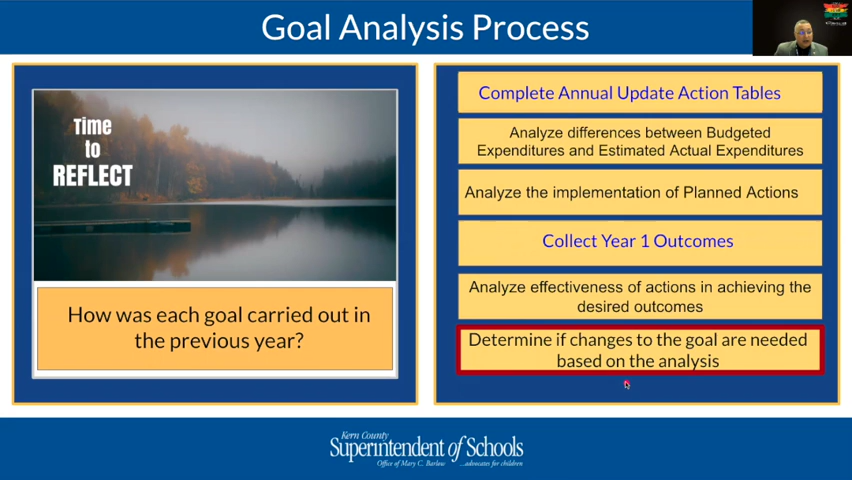 Goal Analysis Process
Time
to
REFLECT
How was each goal carried out in
the previous year?
Complete Annual Update Action Tables
Analyze differences between Budgeted
Expenditures and Estimated Actual Expenditures
Analyze the implementation of Planned Actions
Collect Year 1 Outcomes
Analyze effectiveness of actions in achieving the
desired outcomes
Determine if changes to the goal are needed
based on the analysis
Kern County
Superintendent of Schools
Office of Mary C. Barlow ...advocates for children